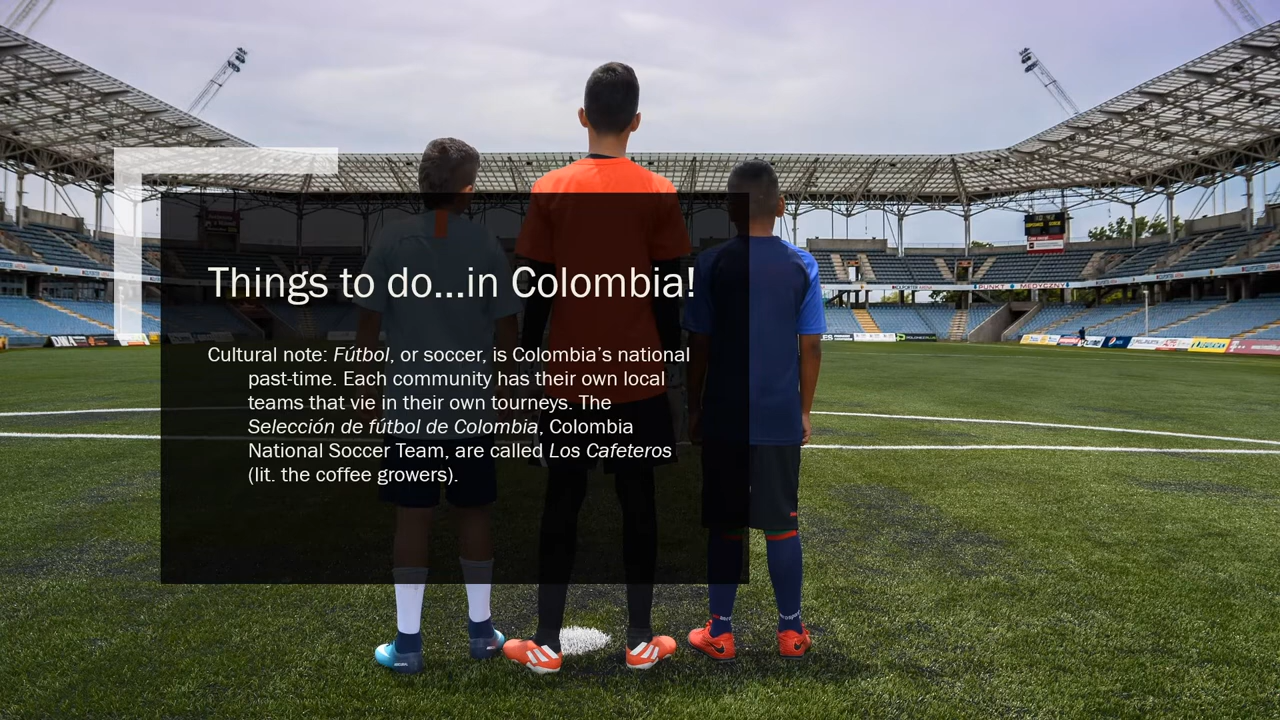 Things to do…in Colombia!
Cultural note: Fútbol, or soccer, is Colombia’s national
past-time. Each community has their own local
teams that vie in their own tourneys. The
Selección de fútbol de Colombia, Colombia
National Soccer Team, are called Los Cafeteros
(lit. the coffee growers).
PUNKT MEDYCZNY